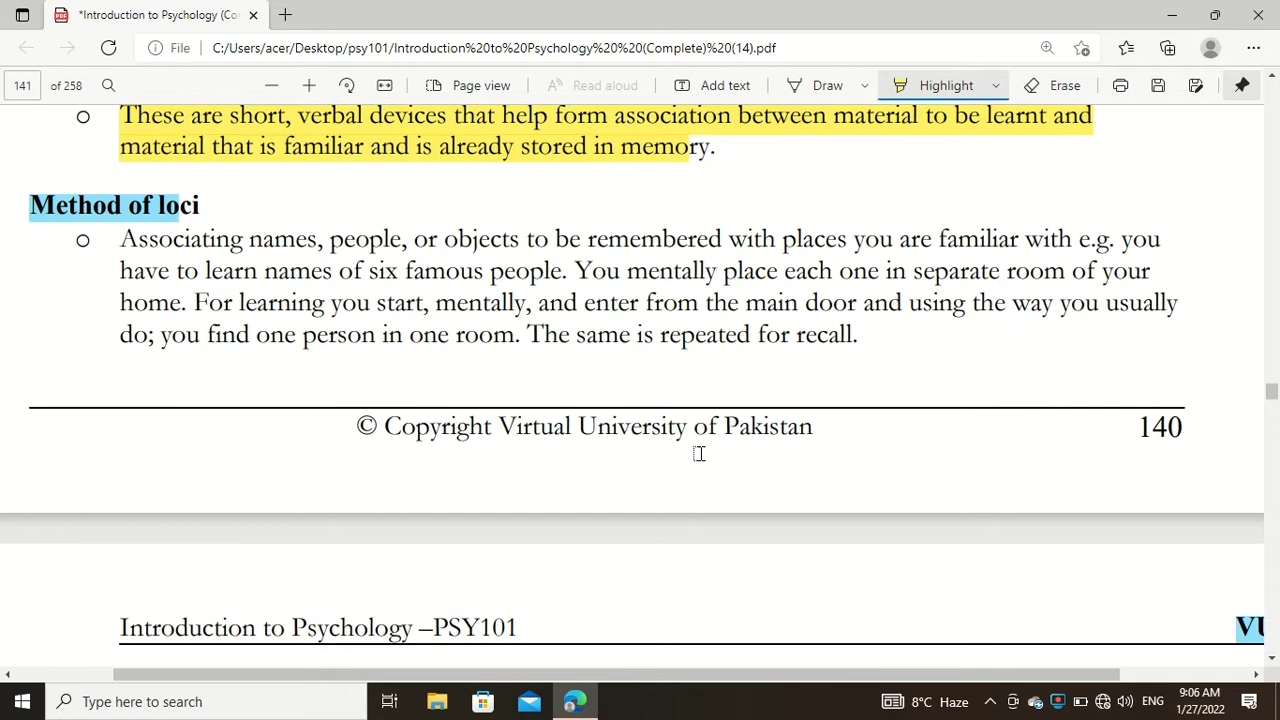 *Introduction to Psychology (Co
File C:/Users/acer/Desktop/psy101/Introduction%20to%20Psychology%20%20(Complete)%20(14).pdf
141 of 258 Page view Read aloud Add text Draw Highlight Erase
These are short, verbal devices that help form association between material to be learnt and
material that is familiar and is already stored in memory.
Method of loci
Associating names, people, or objects to be remembered with places you are familiar with e.g. you
have to learn names of six famous people. You mentally place each one in separate room of your
home. For learning you start, mentally, and enter from the main door and using the way you usually
do; you find one person in one room. The same is repeated for recall.
© Copyright Virtual University of Pakistan 140
Introduction to Psychology –PSY101 VU
Type here to search 8°C Haze ENG 9:06 AM
1/27/2022